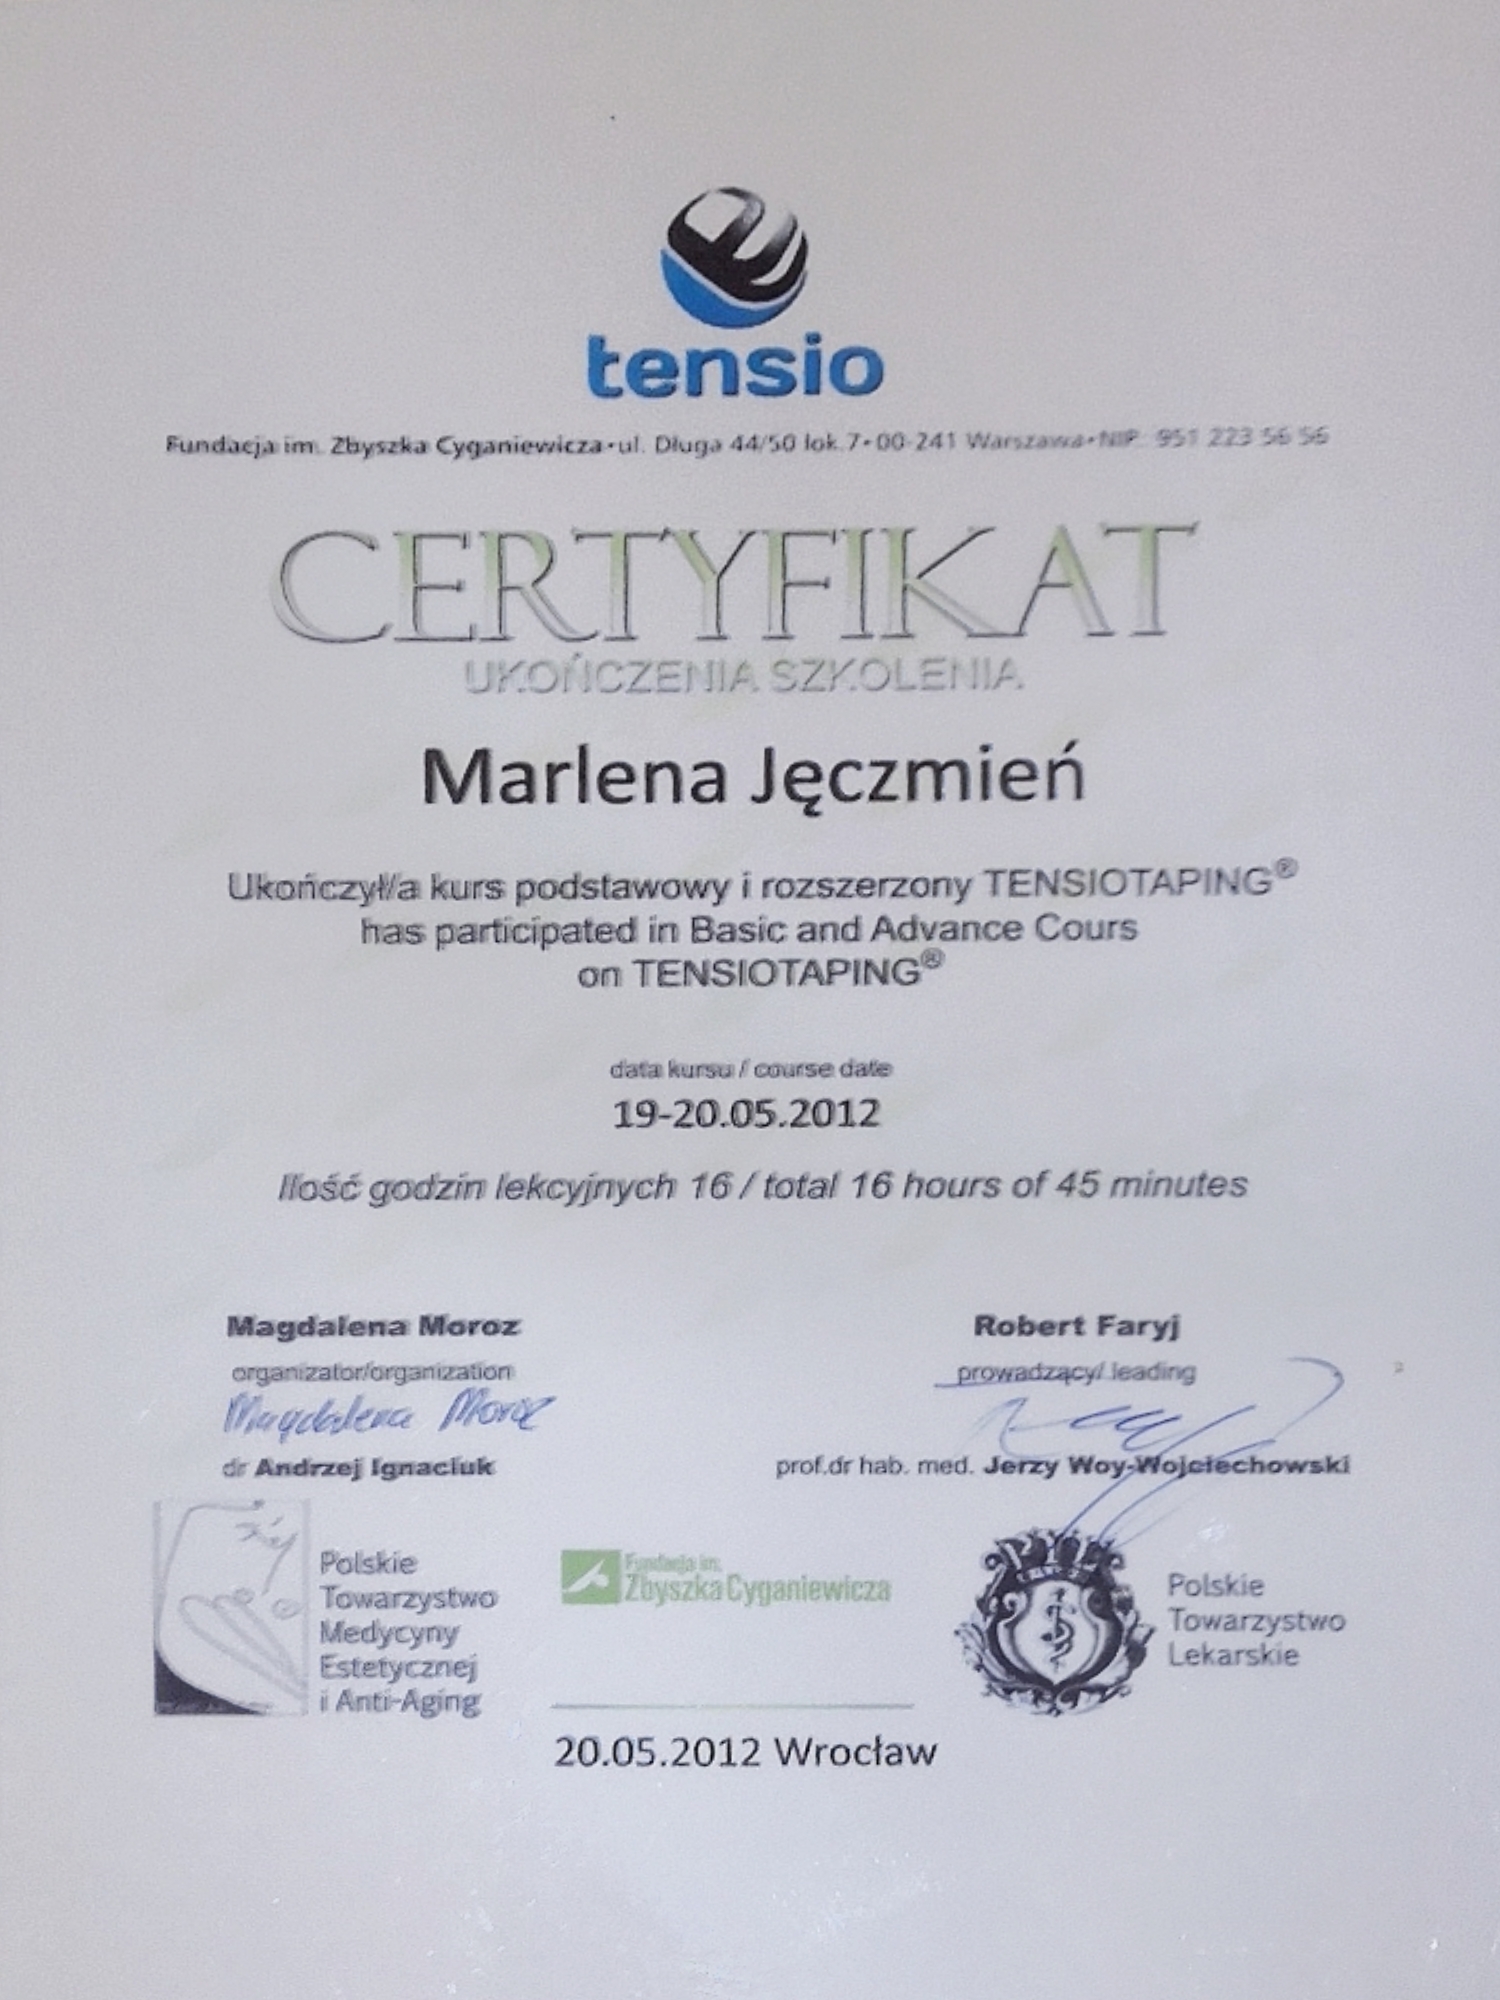 tensio
Fundacja im. Zbyszka Cyganiewicza•ul. Długa 44/50 lok.7•00-241 Warszawa•NIP: 951 223 56 56
CERTYFIKAT
UKOŃCZENIA SZKOLENIA
Marlena Jęczmień
Ukończył/a kurs podstawowy i rozszerzony TENSIOTAPING®
has participated in Basic and Advance Cours
on TENSIOTAPING®
data kursu / course date
19-20.05.2012
Ilość godzin lekcyjnych 16 / total 16 hours of 45 minutes
Magdalena Moroz
organizator/organization
Magdalena Moroz
dr Andrzej Ignaciuk
Robert Faryj
prowadzący/ leading
prof.dr hab. med. Jerzy Woy-Wojciechowski
Polskie
Towarzystwo
Medycyny
Estetycznej
i Anti-Aging
Fundacja im.
Zbyszka Cyganiewicza
Polskie
Towarzystwo
Lekarskie
20.05.2012 Wrocław